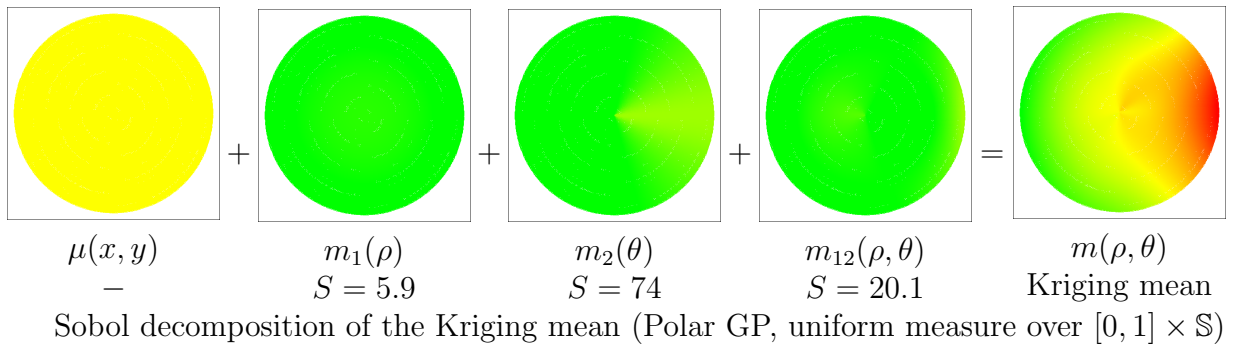 + + + =
μ(x, y) m₁(ρ) m₂(θ) m₁₂(ρ, θ) m(ρ, θ)
− S = 5.9 S = 74 S = 20.1 Kriging mean
Sobol decomposition of the Kriging mean (Polar GP, uniform measure over [0, 1] × 𝕊)